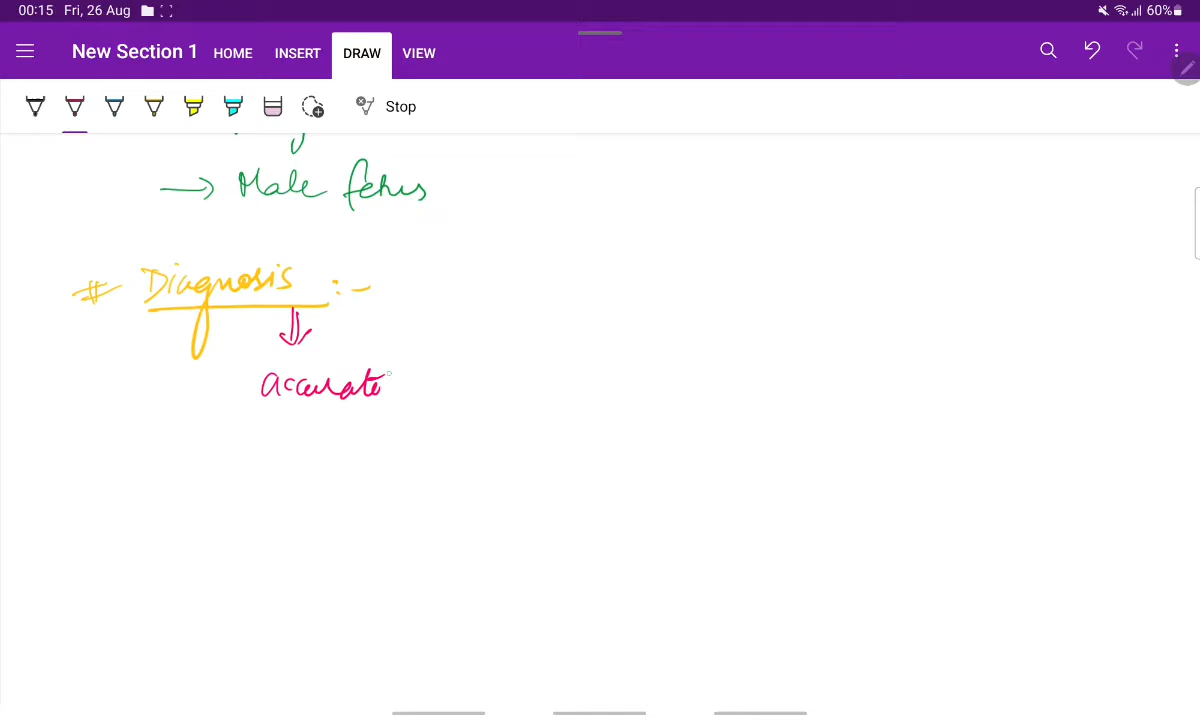 00:15 Fri, 26 Aug 60%
New Section 1 HOME INSERT DRAW VIEW
Stop
→ Male fetus
# Diagnosis :-
accurate